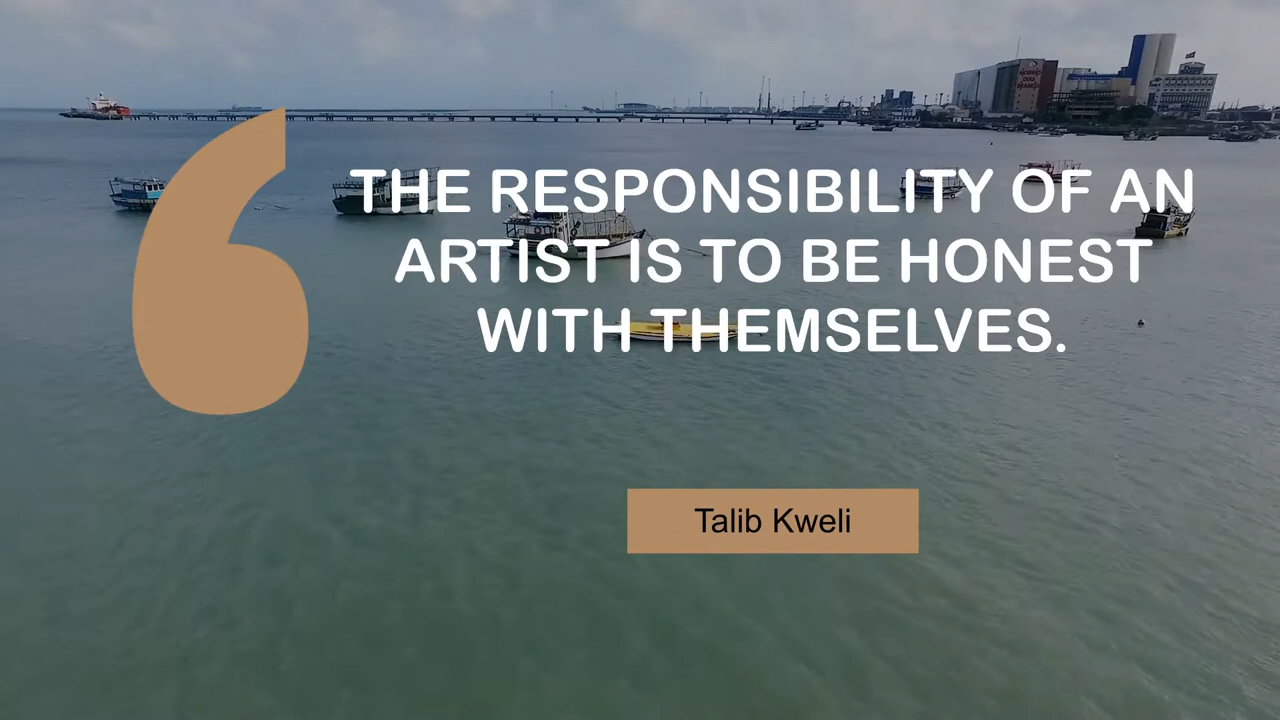 THE RESPONSIBILITY OF AN
ARTIST IS TO BE HONEST
WITH THEMSELVES.
Talib Kweli